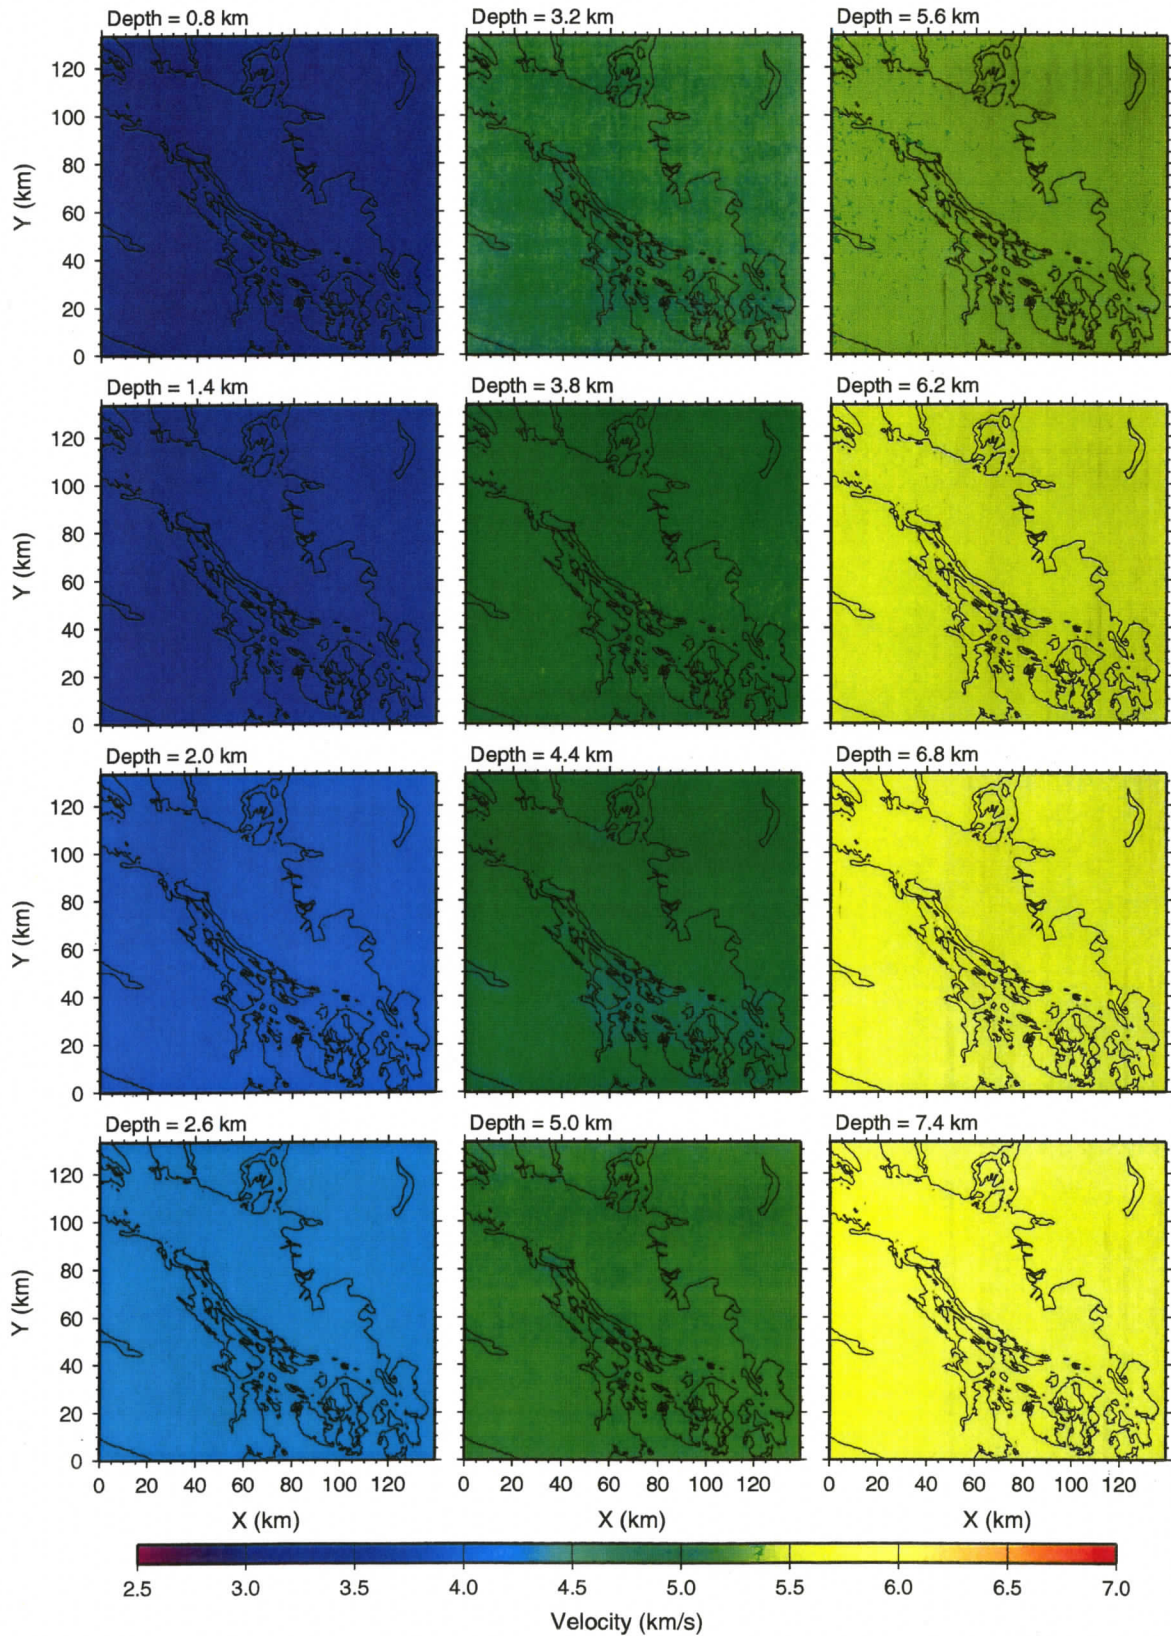 Depth = 0.8 km
Depth = 3.2 km
Depth = 5.6 km
Y (km)
120
100
80
60
40
20
0
Depth = 1.4 km
Depth = 3.8 km
Depth = 6.2 km
Y (km)
120
100
80
60
40
20
0
Depth = 2.0 km
Depth = 4.4 km
Depth = 6.8 km
Y (km)
120
100
80
60
40
20
0
Depth = 2.6 km
Depth = 5.0 km
Depth = 7.4 km
Y (km)
120
100
80
60
40
20
0
0 20 40 60 80 100 120
0 20 40 60 80 100 120
0 20 40 60 80 100 120
X (km)
X (km)
X (km)
2.5 3.0 3.5 4.0 4.5 5.0 5.5 6.0 6.5 7.0
Velocity (km/s)